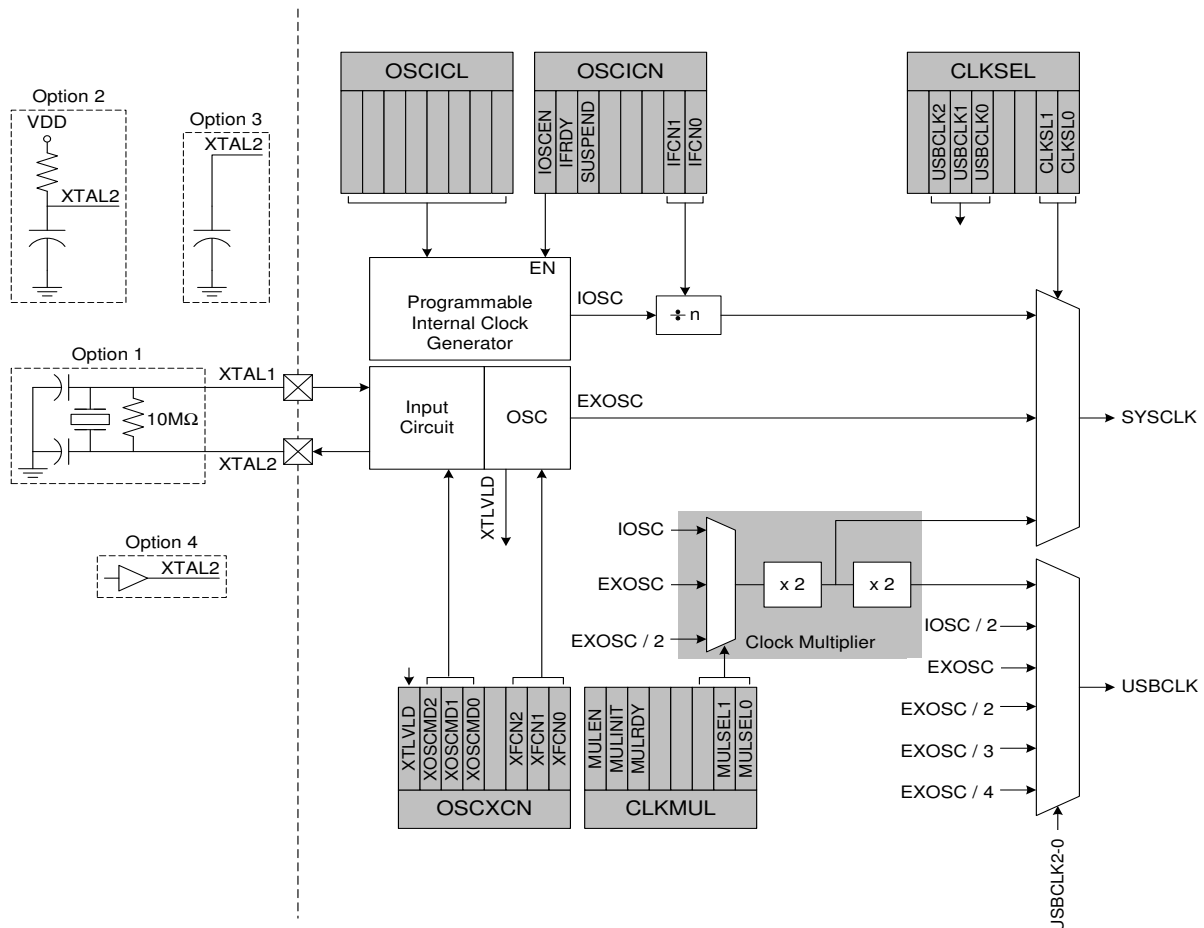 OSCICL
OSCICN
IOSCEN
IFRDY
SUSPEND
IFCN1
IFCN0
CLKSEL
USBCLK2
USBCLK1
USBCLK0
CLKSL1
CLKSL0
Option 2
VDD
XTAL2
Option 3
XTAL2
EN
Programmable
Internal Clock
Generator
IOSC
÷ n
Option 1
10MΩ
XTAL1
XTAL2
Input
Circuit
OSC
EXOSC
SYSCLK
XTLVLD
Option 4
XTAL2
IOSC
EXOSC
EXOSC / 2
x 2
x 2
Clock Multiplier
IOSC / 2
EXOSC
EXOSC / 2
EXOSC / 3
EXOSC / 4
USBCLK
USBCLK2-0
XTLVLD
XOSCMD2
XOSCMD1
XOSCMD0
XFCN2
XFCN1
XFCN0
OSCXCN
MULEN
MULINIT
MULRDY
MULSEL1
MULSEL0
CLKMUL